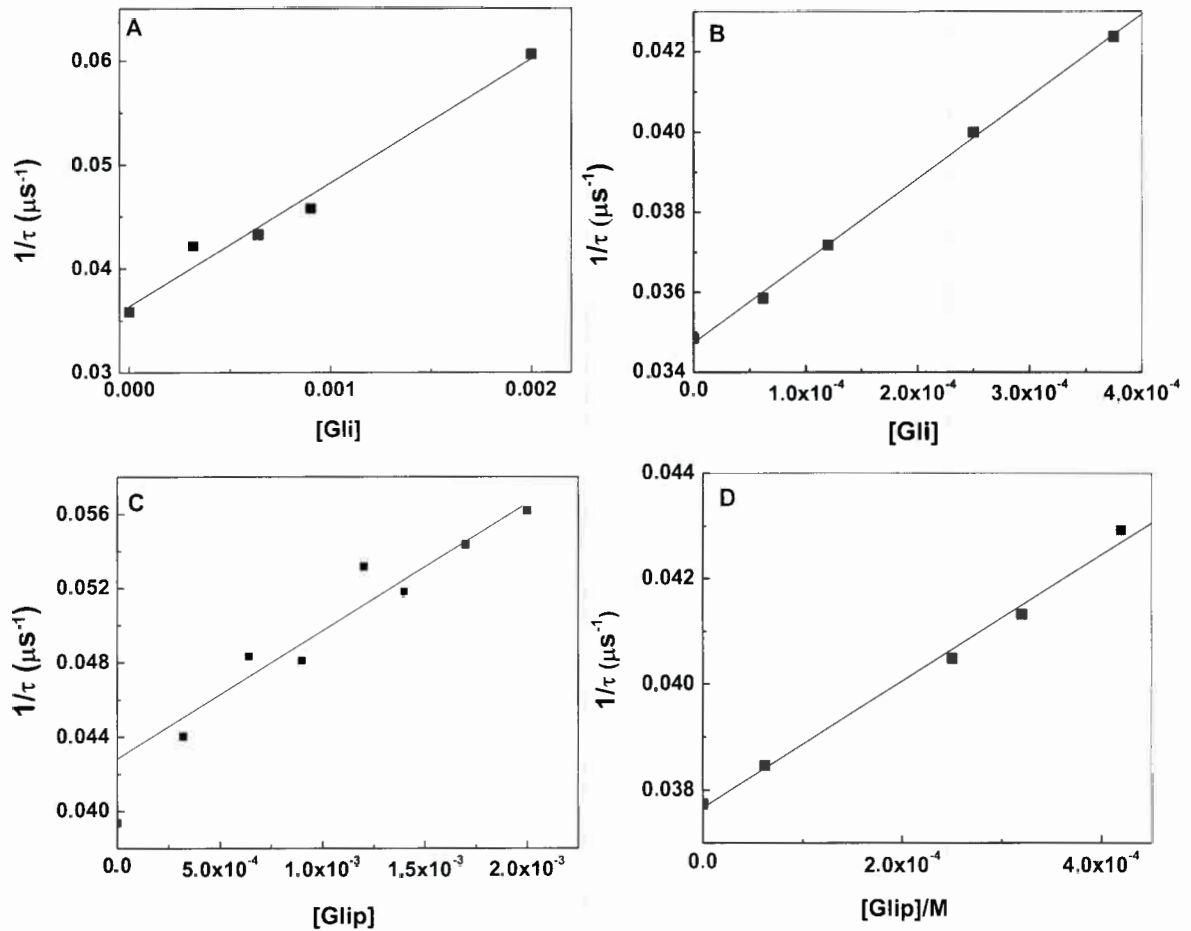 A
1/τ (μs⁻¹)
0.06
0.05
0.04
0.03
0.000
0.001
0.002
[Gli]
B
1/τ (μs⁻¹)
0.042
0.040
0.038
0.036
0.034
0.0
1.0x10⁻⁴
2.0x10⁻⁴
3.0x10⁻⁴
4.0x10⁻⁴
[Gli]
C
1/τ (μs⁻¹)
0.056
0.052
0.048
0.044
0.040
0.0
5.0x10⁻⁴
1.0x10⁻³
1.5x10⁻³
2.0x10⁻³
[Glip]
D
1/τ (μs⁻¹)
0.044
0.042
0.040
0.038
0.0
2.0x10⁻⁴
4.0x10⁻⁴
[Glip]/M